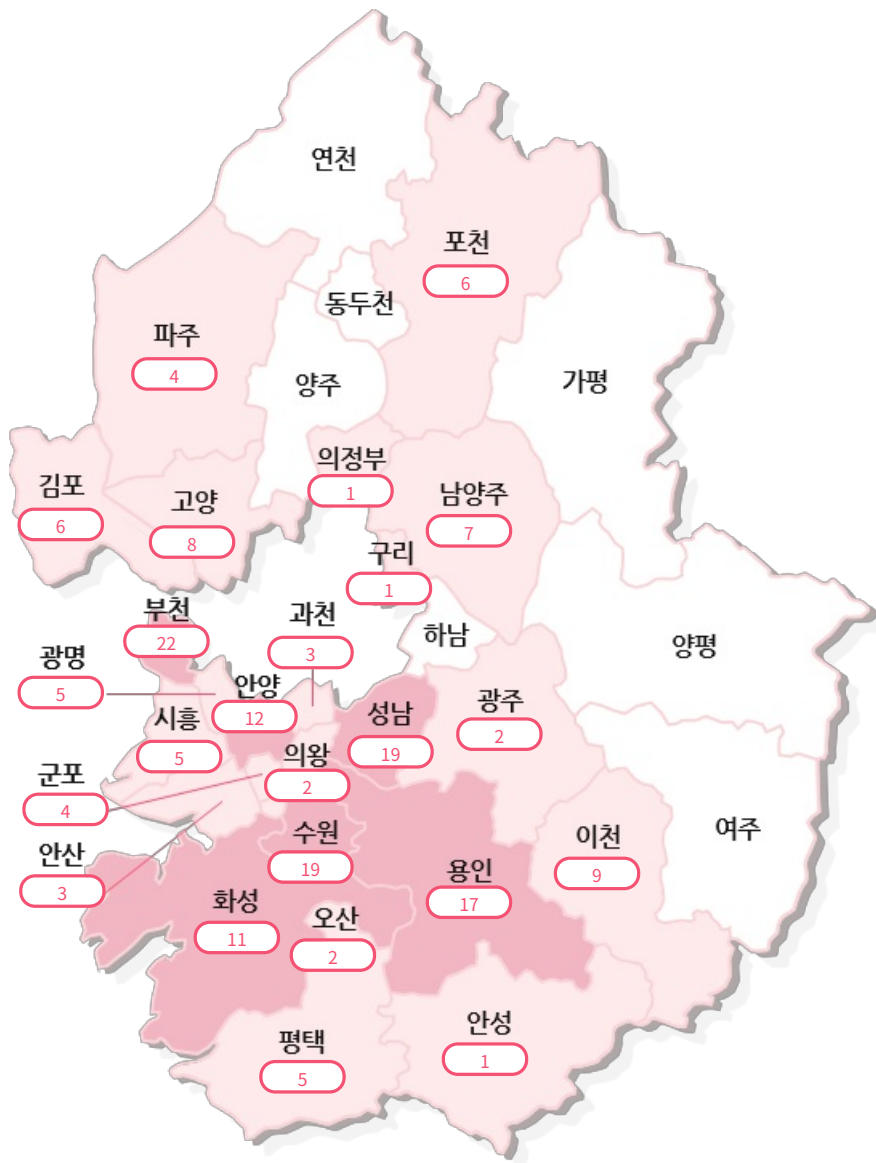 연천
포천
6
동두천
파주
4
양주
가평
의정부
1
김포
6
고양
8
남양주
7
구리
1
부천
22
과천
3
하남
양평
광명
5
안양
12
시흥
5
성남
19
광주
2
의왕
2
군포
4
수원
19
이천
9
여주
안산
3
용인
17
화성
11
오산
2
안성
1
평택
5